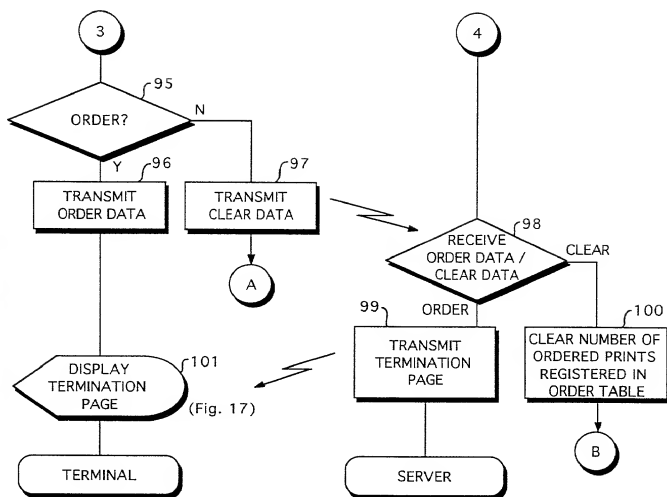 3
4
95
ORDER?
N
Y
96
97
TRANSMIT
ORDER DATA
TRANSMIT
CLEAR DATA
A
98
RECEIVE
ORDER DATA /
CLEAR DATA
CLEAR
ORDER
99
TRANSMIT
TERMINATION
PAGE
100
CLEAR NUMBER OF
ORDERED PRINTS
REGISTERED IN
ORDER TABLE
101
DISPLAY
TERMINATION
PAGE
(Fig. 17)
B
TERMINAL
SERVER